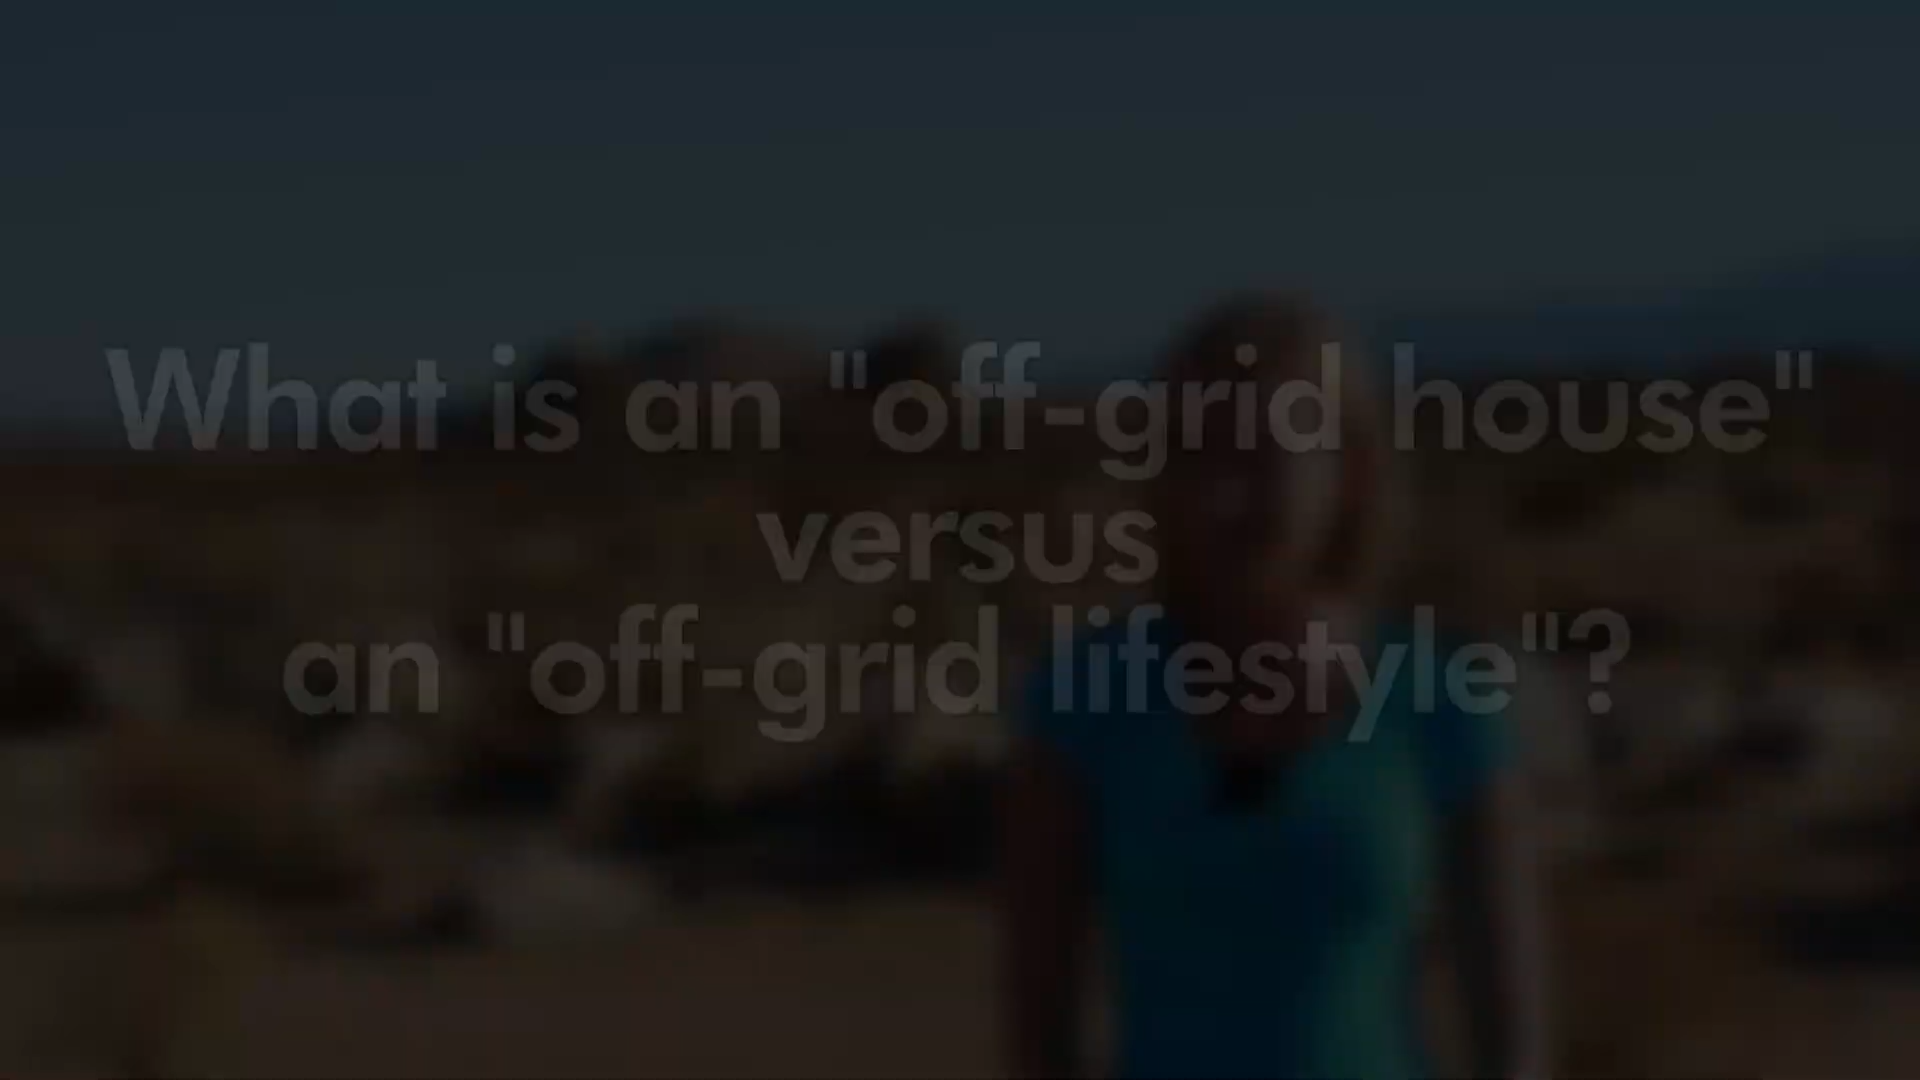 What is an "off-grid house"
versus
an "off-grid lifestyle"?